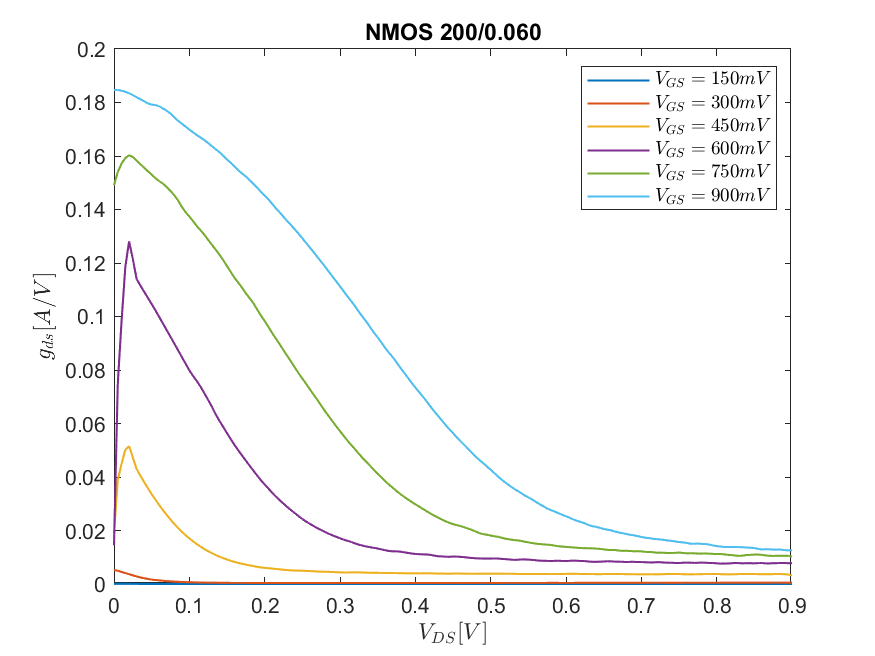 NMOS 200/0.060
0.2
0.18
0.16
0.14
0.12
0.1
0.08
0.06
0.04
0.02
0
g_{ds}[A/V]
V_{GS} = 150mV
V_{GS} = 300mV
V_{GS} = 450mV
V_{GS} = 600mV
V_{GS} = 750mV
V_{GS} = 900mV
0 0.1 0.2 0.3 0.4 0.5 0.6 0.7 0.8 0.9
V_{DS}[V]